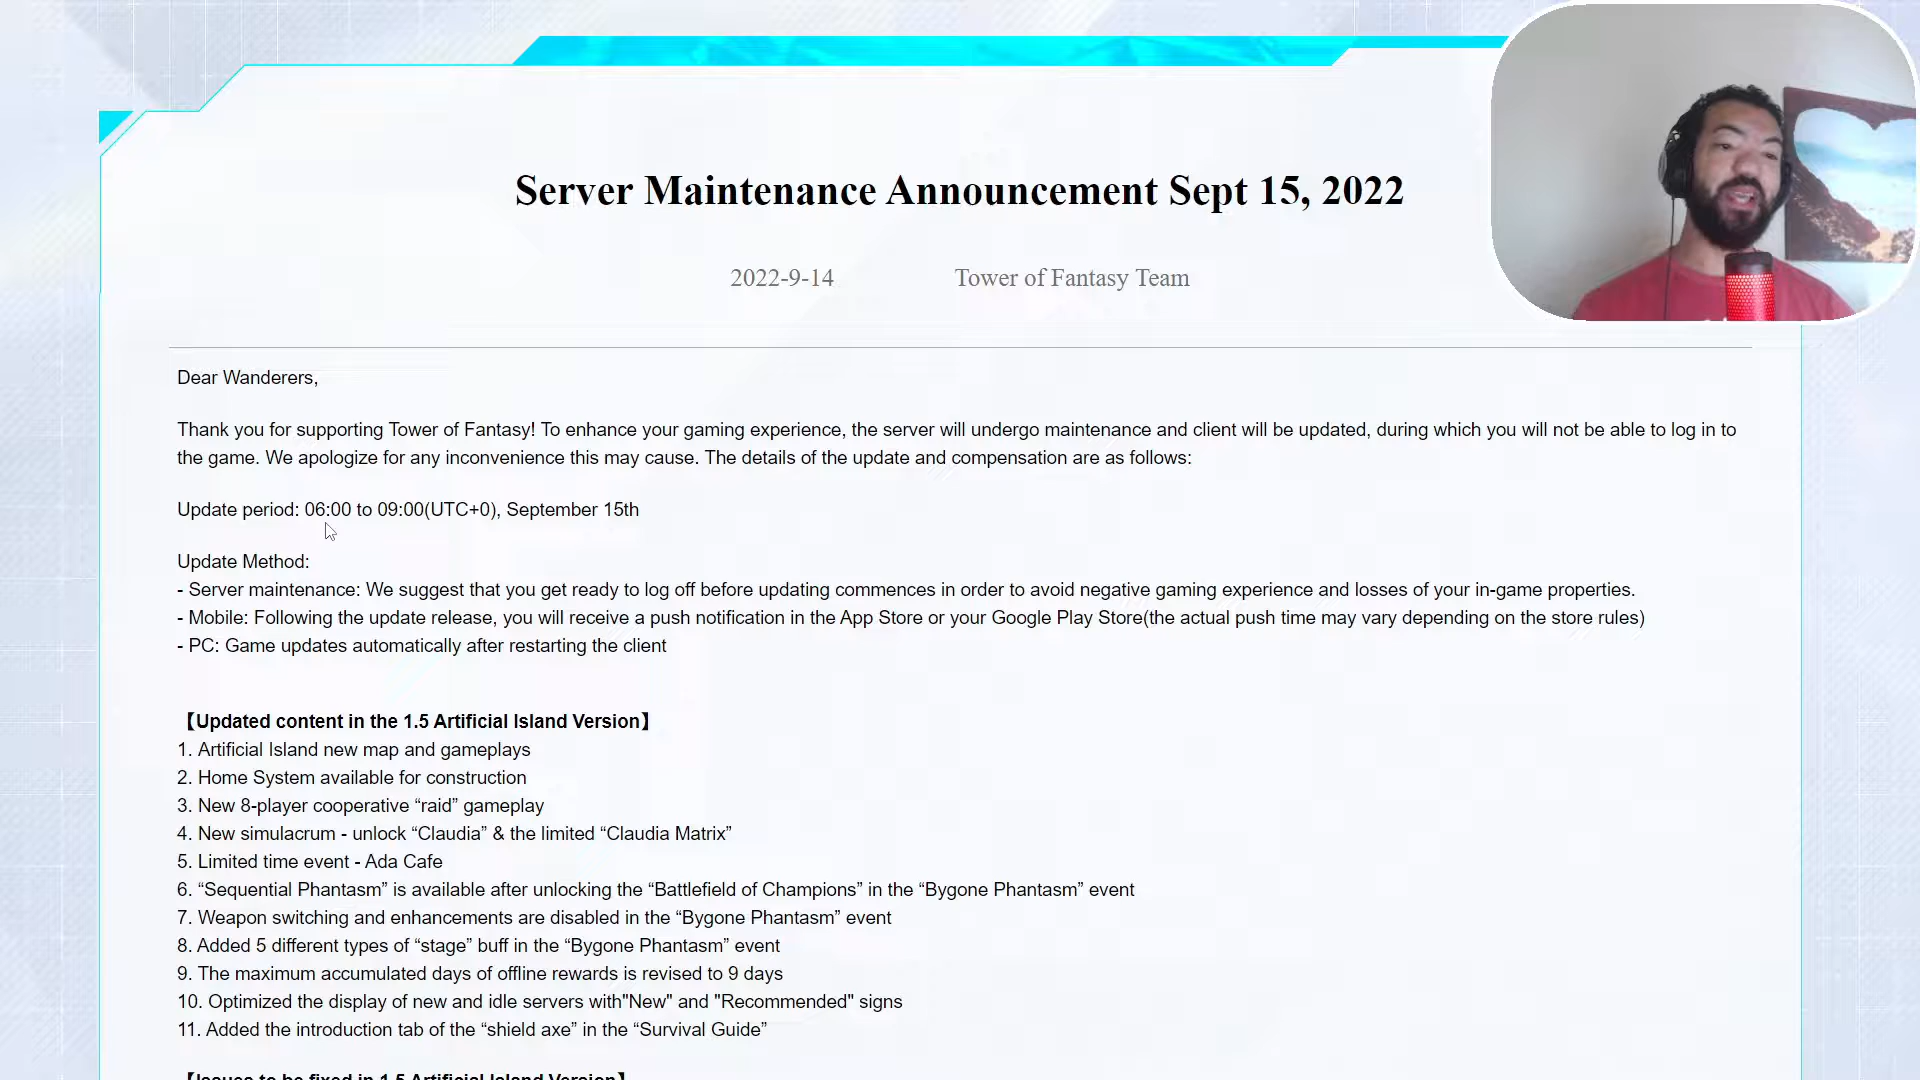 Server Maintenance Announcement Sept 15, 2022
2022-9-14 Tower of Fantasy Team
Dear Wanderers,
Thank you for supporting Tower of Fantasy! To enhance your gaming experience, the server will undergo maintenance and client will be updated, during which you will not be able to log in to
the game. We apologize for any inconvenience this may cause. The details of the update and compensation are as follows:
Update period: 06:00 to 09:00(UTC+0), September 15th
Update Method:
- Server maintenance: We suggest that you get ready to log off before updating commences in order to avoid negative gaming experience and losses of your in-game properties.
- Mobile: Following the update release, you will receive a push notification in the App Store or your Google Play Store(the actual push time may vary depending on the store rules)
- PC: Game updates automatically after restarting the client
【Updated content in the 1.5 Artificial Island Version】
1. Artificial Island new map and gameplays
2. Home System available for construction
3. New 8-player cooperative “raid” gameplay
4. New simulacrum - unlock “Claudia” & the limited “Claudia Matrix”
5. Limited time event - Ada Cafe
6. “Sequential Phantasm” is available after unlocking the “Battlefield of Champions” in the “Bygone Phantasm” event
7. Weapon switching and enhancements are disabled in the “Bygone Phantasm” event
8. Added 5 different types of “stage” buff in the “Bygone Phantasm” event
9. The maximum accumulated days of offline rewards is revised to 9 days
10. Optimized the display of new and idle servers with"New" and "Recommended" signs
11. Added the introduction tab of the “shield axe” in the “Survival Guide”
【Issues to be fixed in 1.5 Artificial Island Version】